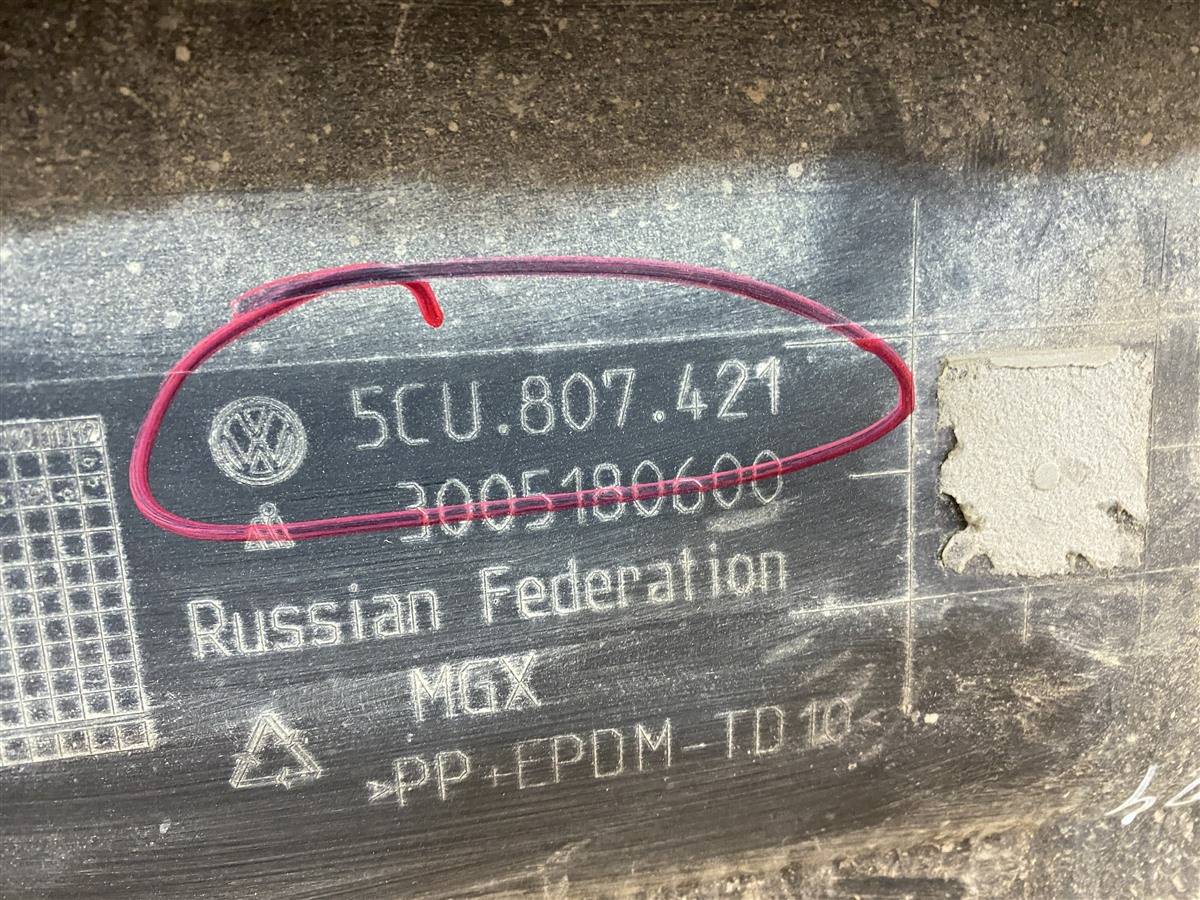 5CU.807.421
3005180600
Russian Federation
MGX
>PP+EPDM-TD10<